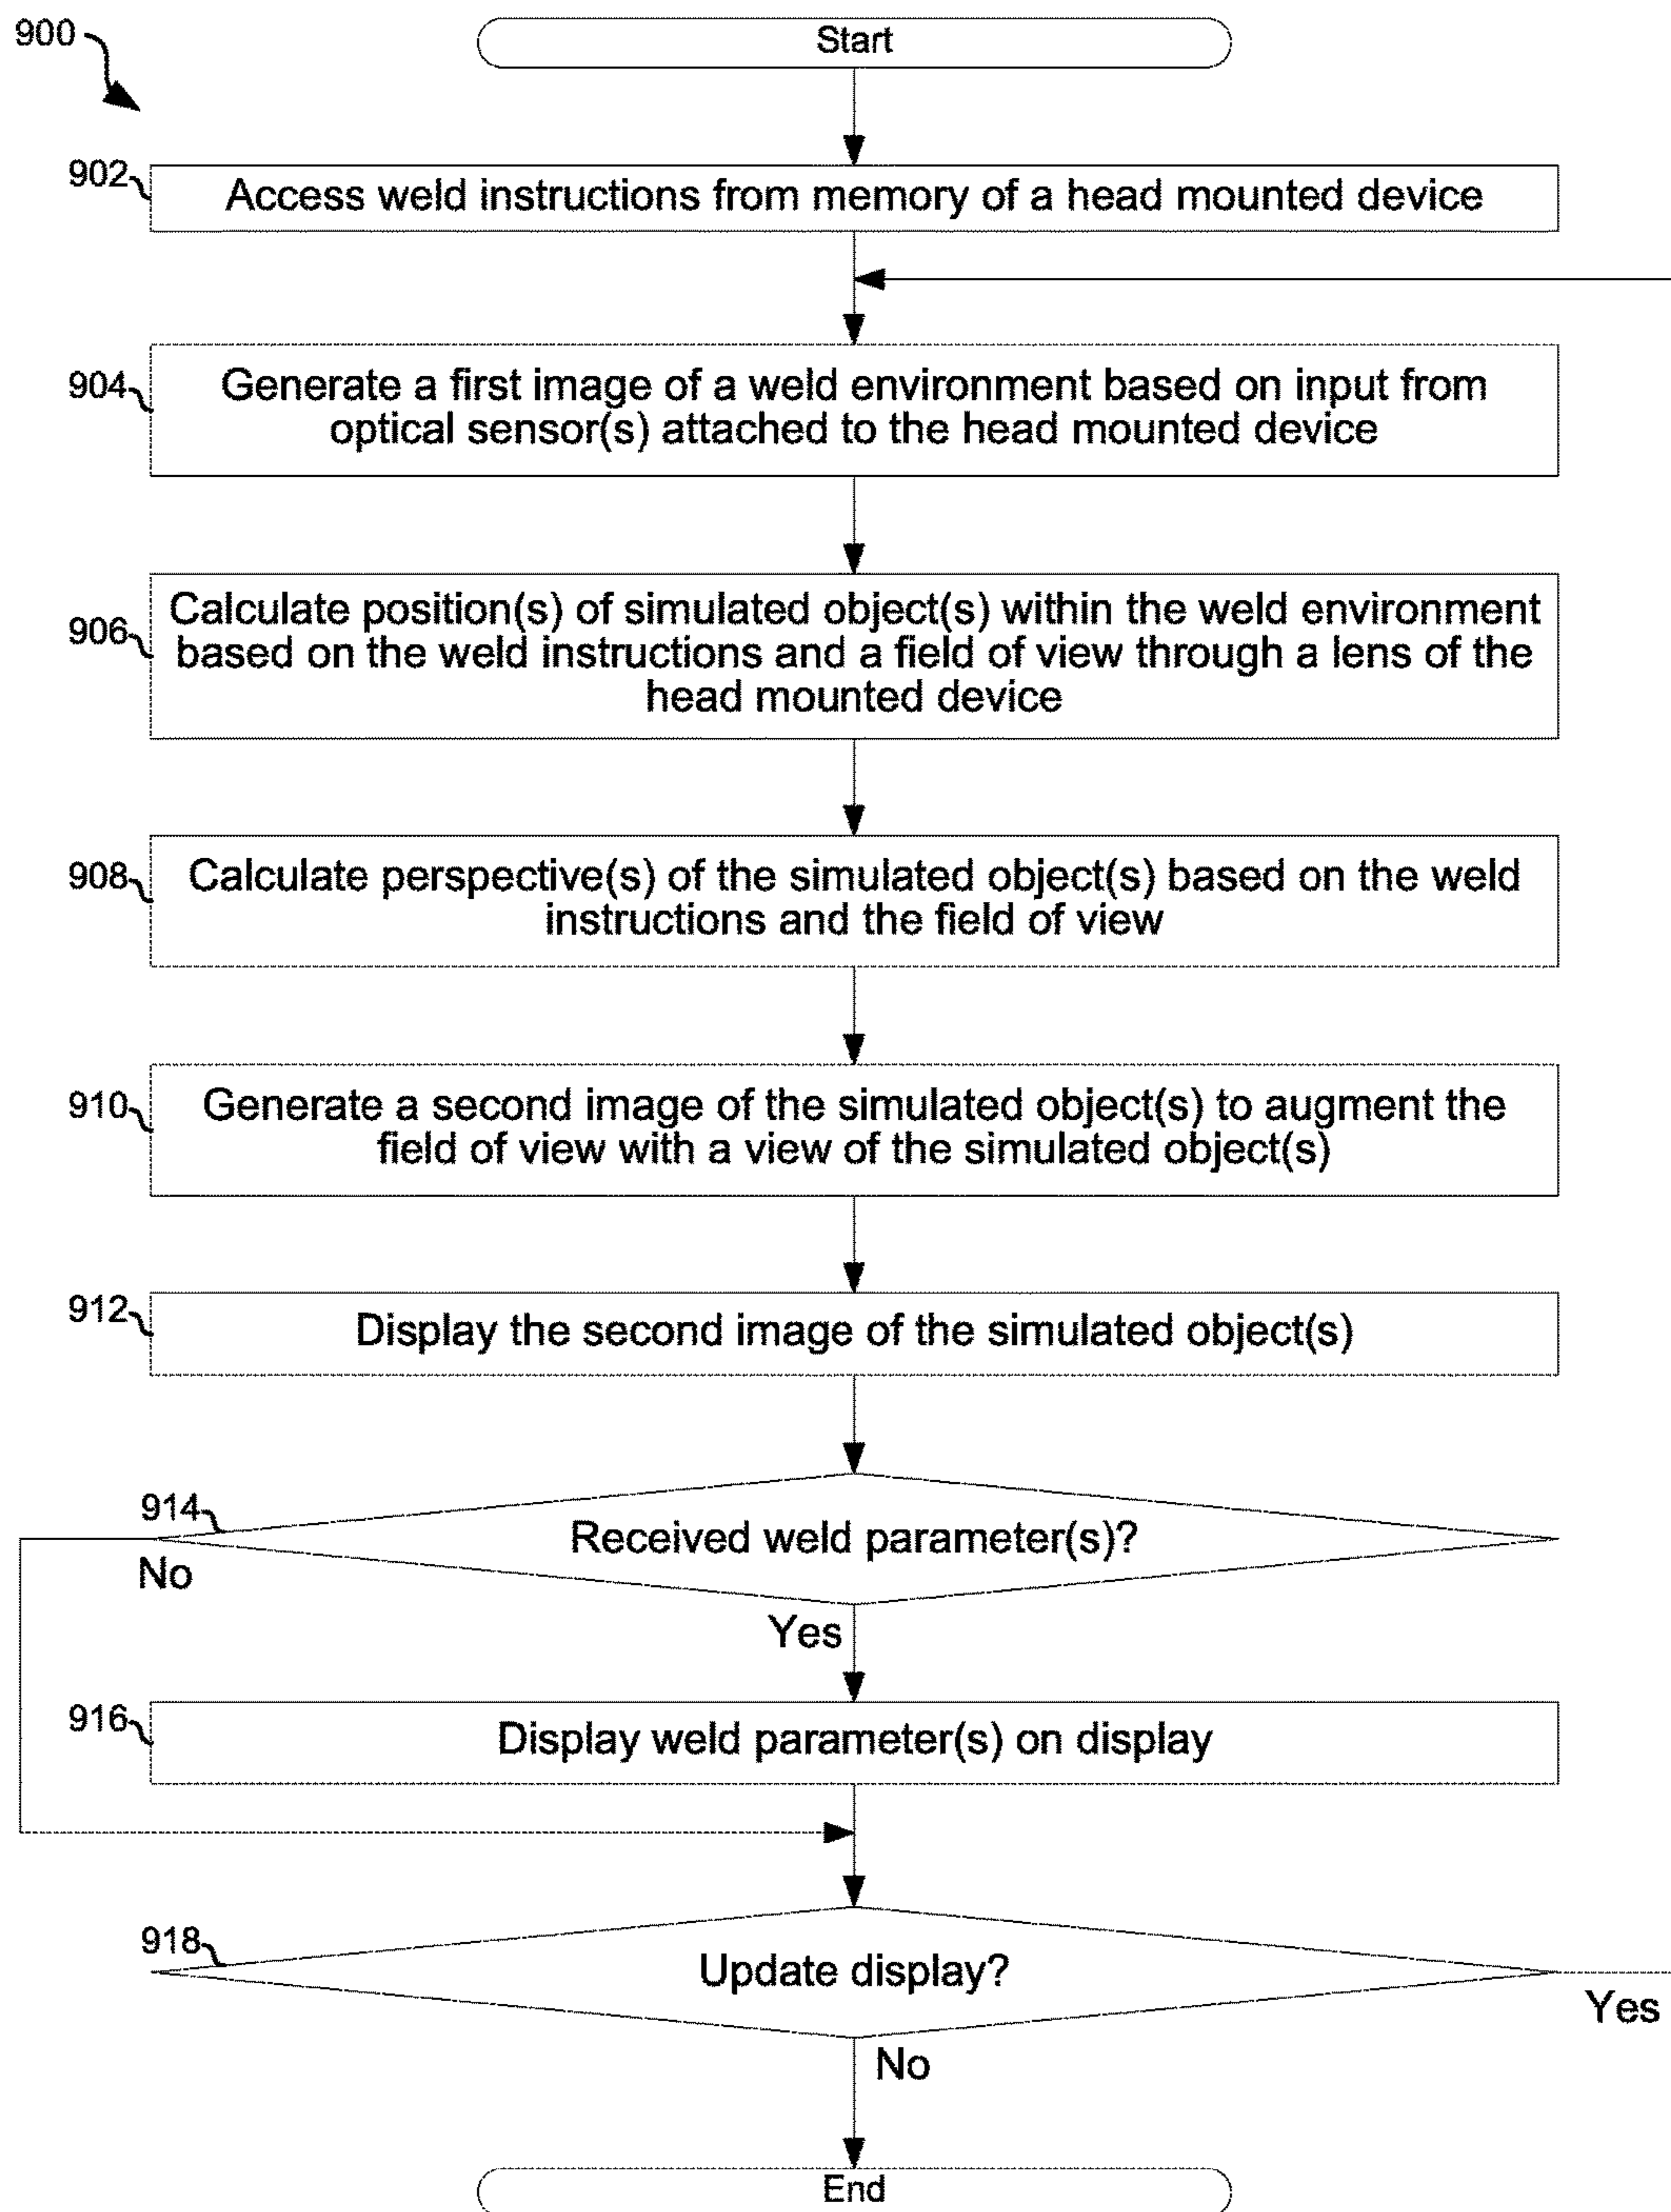 900
Start
902
Access weld instructions from memory of a head mounted device
904
Generate a first image of a weld environment based on input from
optical sensor(s) attached to the head mounted device
906
Calculate position(s) of simulated object(s) within the weld environment
based on the weld instructions and a field of view through a lens of the
head mounted device
908
Calculate perspective(s) of the simulated object(s) based on the weld
instructions and the field of view
910
Generate a second image of the simulated object(s) to augment the
field of view with a view of the simulated object(s)
912
Display the second image of the simulated object(s)
914
Received weld parameter(s)?
No
Yes
916
Display weld parameter(s) on display
918
Update display?
Yes
No
End